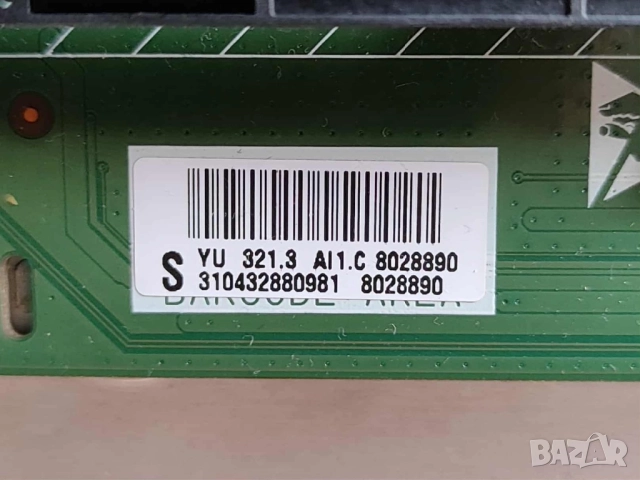 YU 321.3 AI1.C 8028890
S 310432880981 8028890
BARCODE AREA
BAZAR